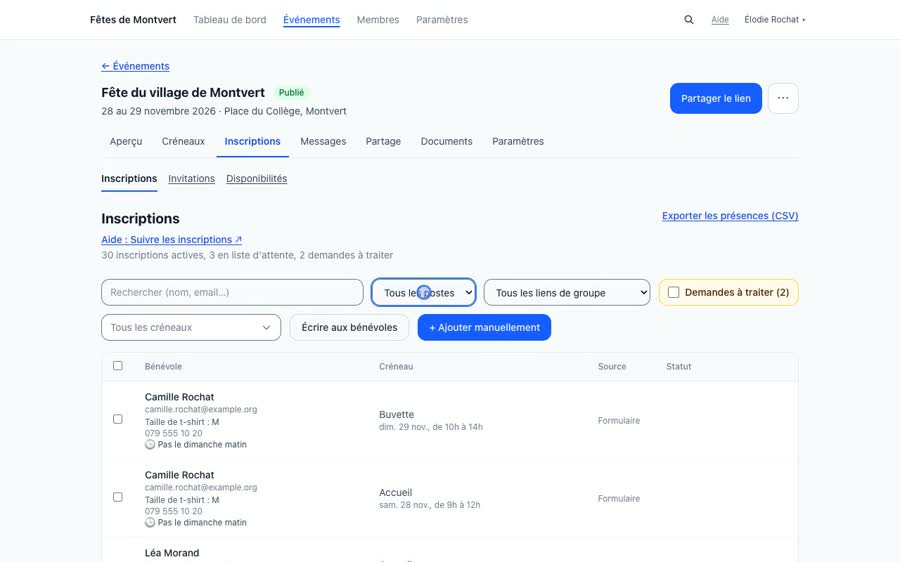 Fêtes de Montvert Tableau de bord Événements Membres Paramètres Aide Élodie Rochat
← Événements
Fête du village de Montvert Publié
28 au 29 novembre 2026 · Place du Collège, Montvert
Partager le lien ...
Aperçu Créneaux Inscriptions Messages Partage Documents Paramètres
Inscriptions Invitations Disponibilités
Inscriptions
Exporter les présences (CSV)
Aide : Suivre les inscriptions ↗
30 inscriptions actives, 3 en liste d'attente, 2 demandes à traiter
Rechercher (nom, email…) Tous les postes Tous les liens de groupe Demandes à traiter (2)
Tous les créneaux Écrire aux bénévoles + Ajouter manuellement
Bénévole Créneau Source Statut
Camille Rochat
camille.rochat@example.org
Taille de t-shirt : M
079 555 10 20
Pas le dimanche matin
Buvette
dim. 29 nov., de 10h à 14h
Formulaire
Camille Rochat
camille.rochat@example.org
Taille de t-shirt : M
079 555 10 20
Pas le dimanche matin
Accueil
sam. 28 nov., de 9h à 12h
Formulaire
Léa Morand